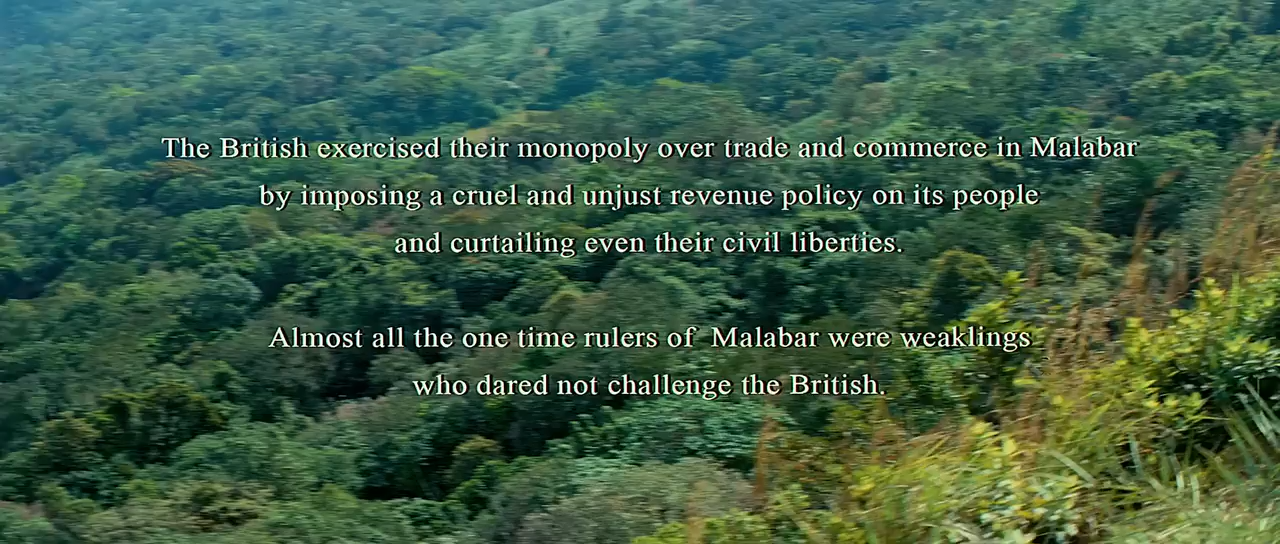 The British exercised their monopoly over trade and commerce in Malabar
by imposing a cruel and unjust revenue policy on its people
and curtailing even their civil liberties.
Almost all the one time rulers of Malabar were weaklings
who dared not challenge the British.